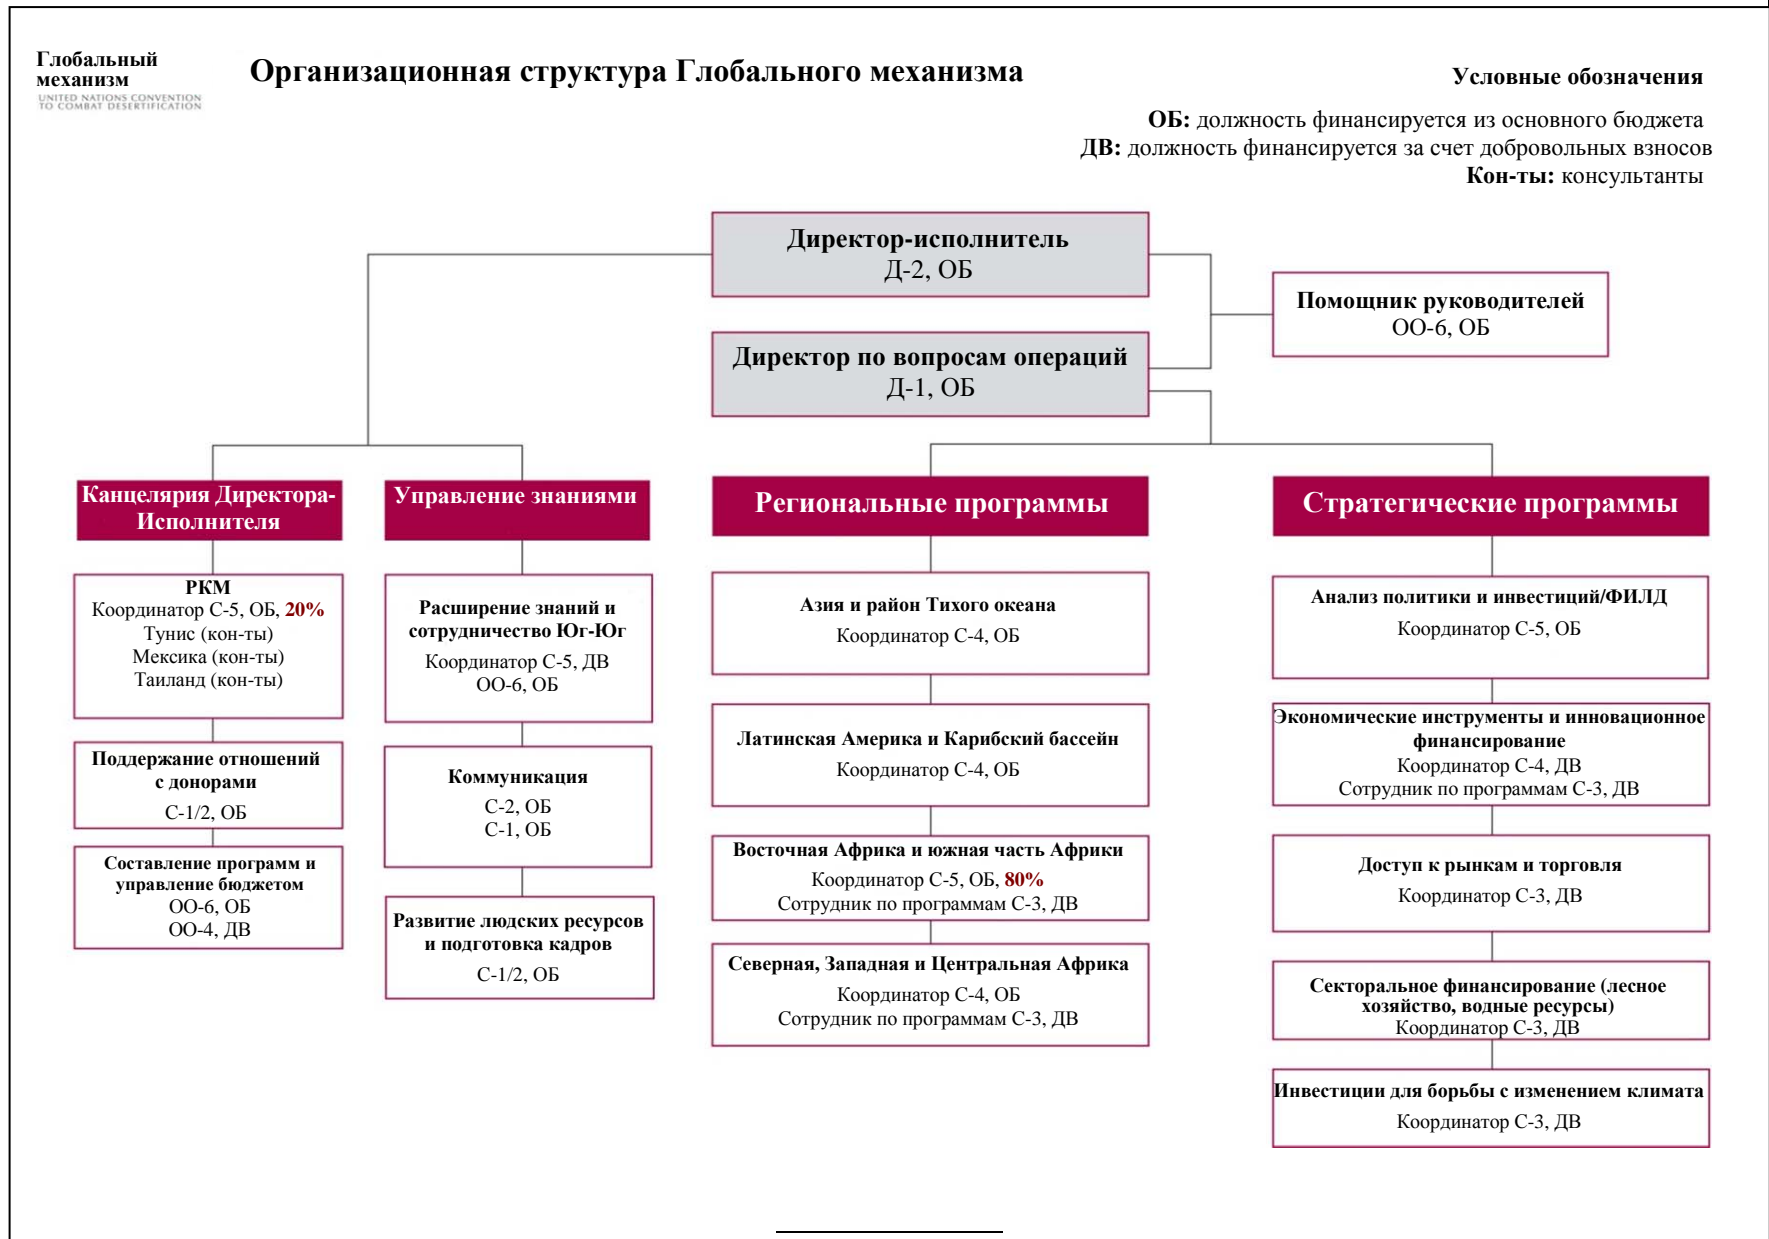 Глобальный
механизм
UNITED NATIONS CONVENTION
TO COMBAT DESERTIFICATION
Организационная структура Глобального механизма
Условные обозначения
ОБ: должность финансируется из основного бюджета
ДВ: должность финансируется за счет добровольных взносов
Кон-ты: консультанты
Директор-исполнитель
Д-2, ОБ
Помощник руководителей
ОО-6, ОБ
Директор по вопросам операций
Д-1, ОБ
Канцелярия Директора-
Исполнителя
РКМ
Координатор С-5, ОБ, 20%
Тунис (кон-ты)
Мексика (кон-ты)
Таиланд (кон-ты)
Поддержание отношений
с донорами
С-1/2, ОБ
Составление программ и
управление бюджетом
ОО-6, ОБ
ОО-4, ДВ
Управление знаниями
Расширение знаний и
сотрудничество Юг-Юг
Координатор С-5, ДВ
ОО-6, ОБ
Коммуникация
С-2, ОБ
С-1, ОБ
Развитие людских ресурсов
и подготовка кадров
С-1/2, ОБ
Региональные программы
Азия и район Тихого океана
Координатор С-4, ОБ
Латинская Америка и Карибский бассейн
Координатор С-4, ОБ
Восточная Африка и южная часть Африки
Координатор С-5, ОБ, 80%
Сотрудник по программам С-3, ДВ
Северная, Западная и Центральная Африка
Координатор С-4, ОБ
Сотрудник по программам С-3, ДВ
Стратегические программы
Анализ политики и инвестиций/ФИЛД
Координатор С-5, ОБ
Экономические инструменты и инновационное
финансирование
Координатор С-4, ДВ
Сотрудник по программам С-3, ДВ
Доступ к рынкам и торговля
Координатор С-3, ДВ
Секторальное финансирование (лесное
хозяйство, водные ресурсы)
Координатор С-3, ДВ
Инвестиции для борьбы с изменением климата
Координатор С-3, ДВ